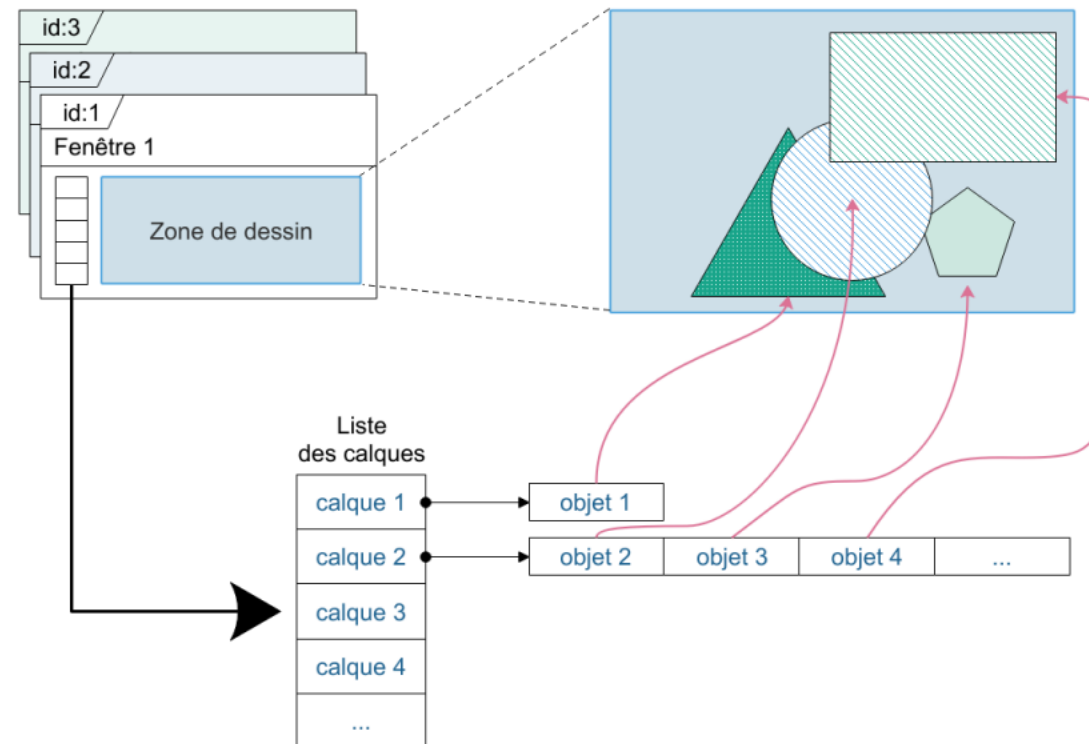 id:3
id:2
id:1
Fenêtre 1
Zone de dessin
Liste
des calques
calque 1
objet 1
calque 2
objet 2
objet 3
objet 4
...
calque 3
calque 4
...